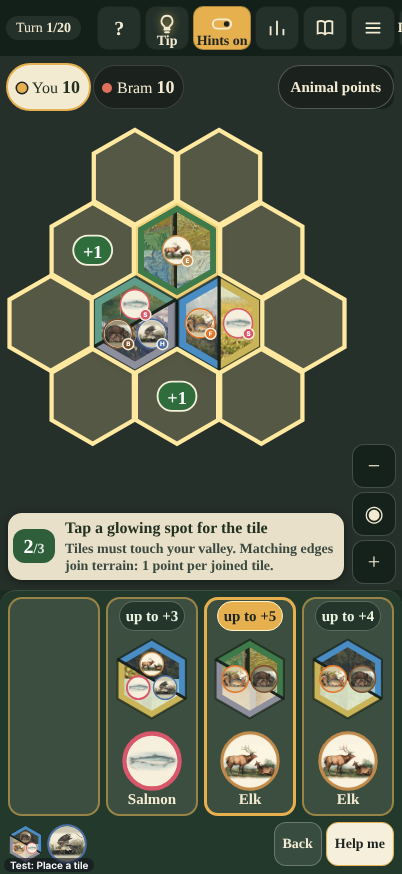 Turn 1/20
?
Tip
Hints on
You 10
Bram 10
Animal points
+1
E
S
B
H
F
S
+1
−
+
2/3
Tap a glowing spot for the tile
Tiles must touch your valley. Matching edges
join terrain: 1 point per joined tile.
up to +3
up to +5
up to +4
Salmon
Elk
Elk
Back
Help me
Test: Place a tile